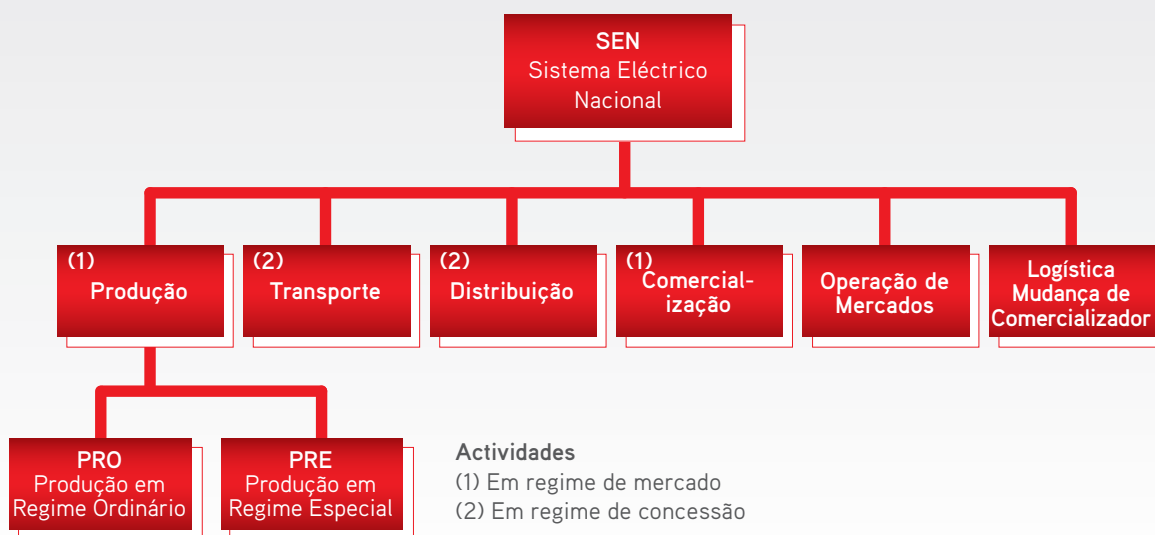 SEN
Sistema Eléctrico
Nacional
(1)
Produção
(2)
Transporte
(2)
Distribuição
(1)
Comercial-
ização
Operação de
Mercados
Logística
Mudança de
Comercializador
PRO
Produção em
Regime Ordinário
PRE
Produção em
Regime Especial
Actividades
(1) Em regime de mercado
(2) Em regime de concessão